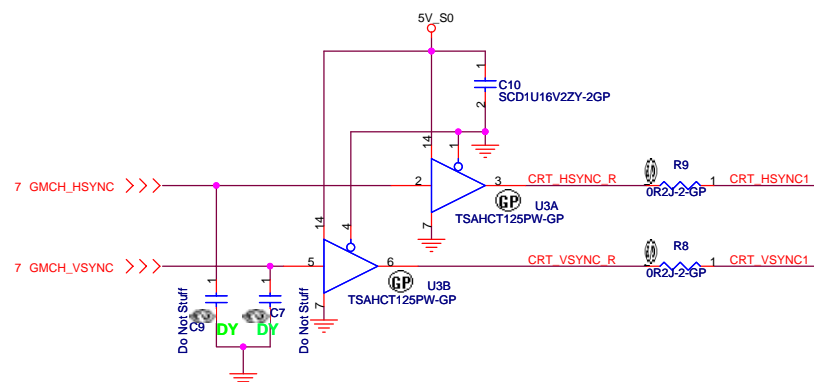 5V_S0
1
C10
SCD1U16V2ZY-2GP
2
14
1
7 GMCH_HSYNC
2
3
CRT_HSYNC_R
R9
1
CRT_HSYNC1
0R2J-2-GP
GP
U3A
TSAHCT125PW-GP
7
14
4
7 GMCH_VSYNC
5
6
CRT_VSYNC_R
R8
1
CRT_VSYNC1
0R2J-2-GP
GP
U3B
TSAHCT125PW-GP
7
1
1
Do Not Stuff
C9
DY
C7
DY
Do Not Stuff